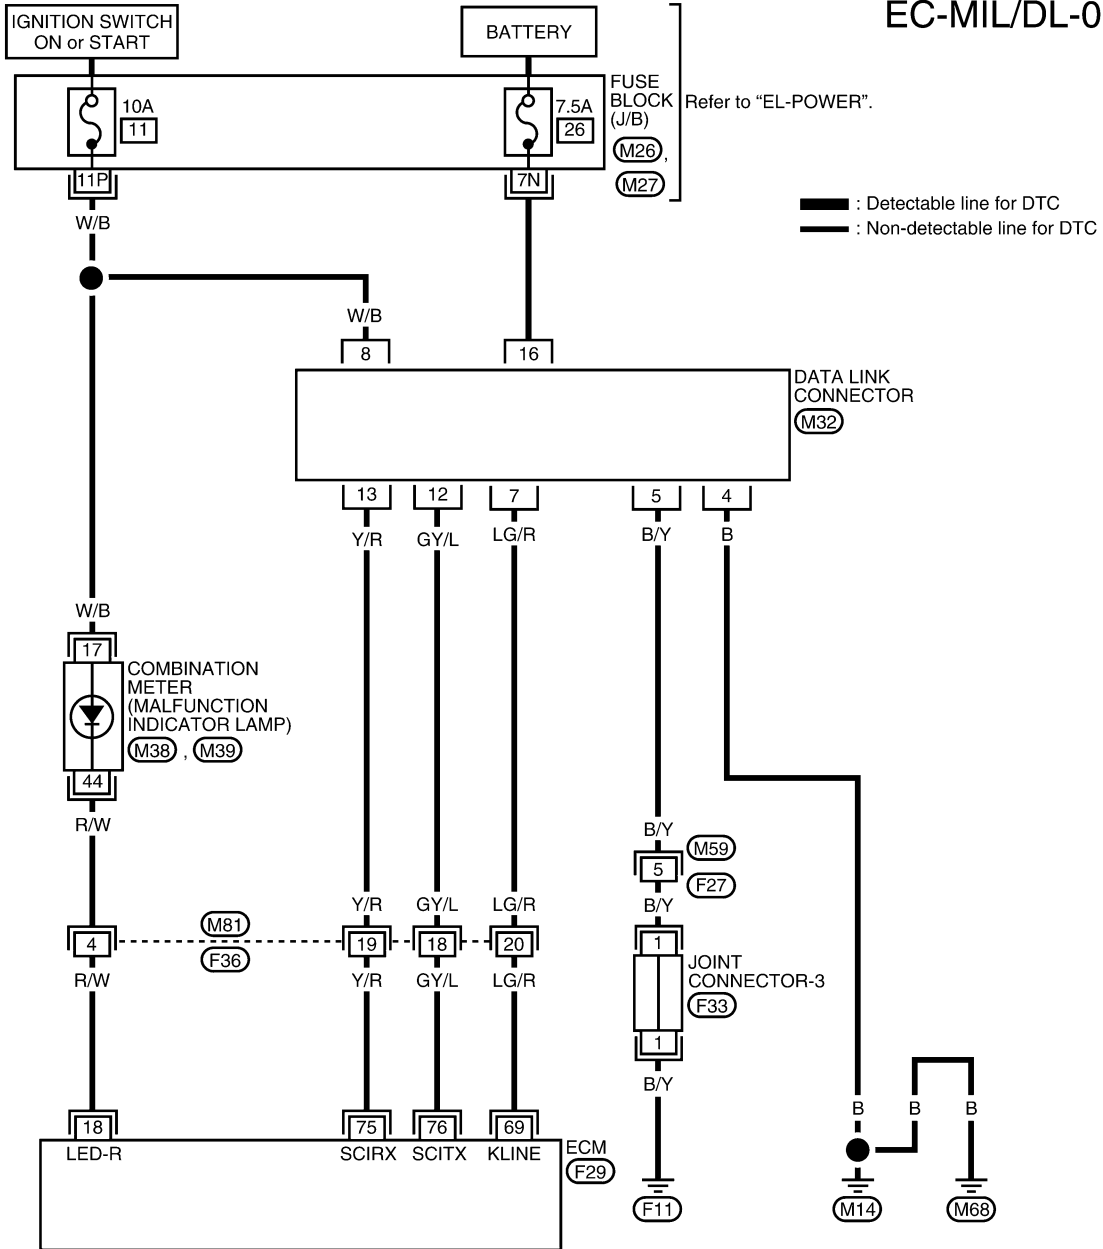 EC-MIL/DL-0
IGNITION SWITCH
ON or START
BATTERY
10A
11
7.5A
26
FUSE
BLOCK
(J/B)
M26 ,
M27
Refer to “EL-POWER”.
11P
7N
W/B
: Detectable line for DTC
: Non-detectable line for DTC
W/B
8
16
DATA LINK
CONNECTOR
M32
13
12
7
5
4
Y/R
GY/L
LG/R
B/Y
B
W/B
17
COMBINATION
METER
(MALFUNCTION
INDICATOR LAMP)
M38 , M39
44
R/W
B/Y
M59
5
F27
Y/R
GY/L
LG/R
B/Y
M81
4
19
18
20
1
F36
R/W
Y/R
GY/L
LG/R
JOINT
CONNECTOR-3
F33
1
B/Y
B
B
B
18
75
76
69
LED-R
SCIRX
SCITX
KLINE
ECM
F29
F11
M14
M68